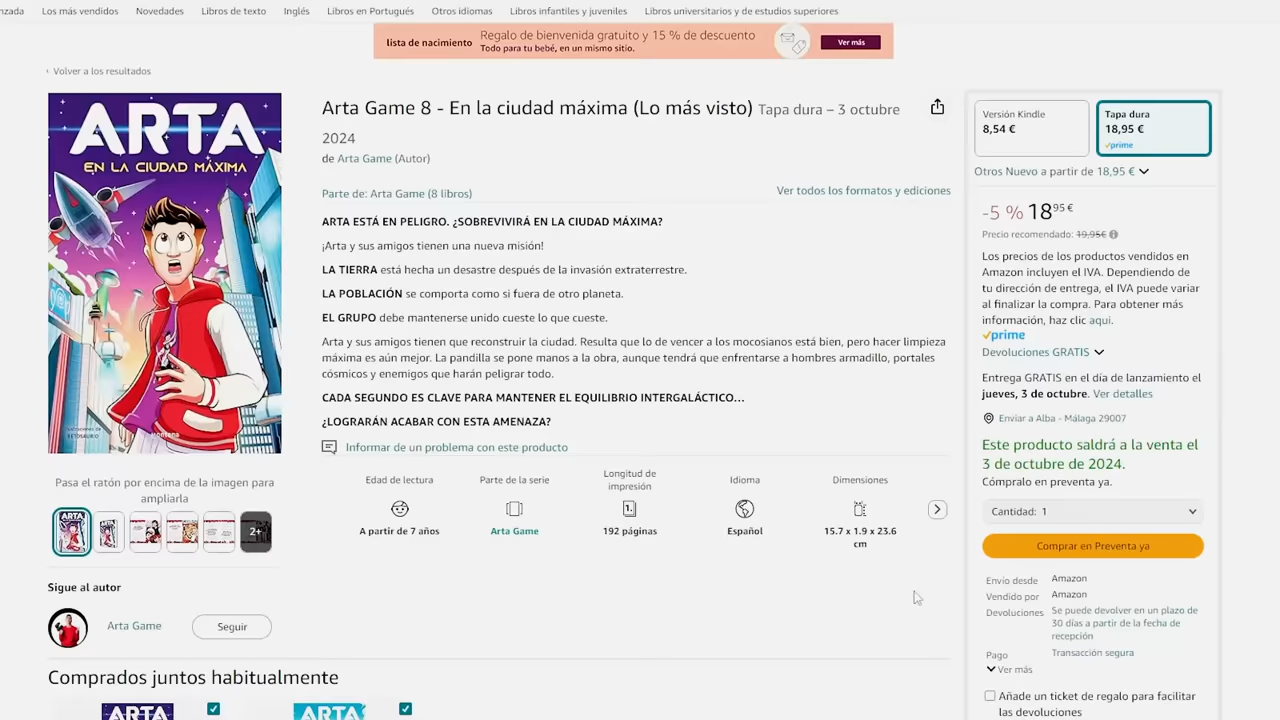 nzada Los más vendidos Novedades Libros de texto Inglés Libros en Portugués Otros idiomas Libros infantiles y juveniles Libros universitarios y de estudios superiores
lista de nacimiento
Regalo de bienvenida gratuito y 15 % de descuento
Todo para tu bebé, en un mismo sitio.
Ver más
‹ Volver a los resultados
ARTA
EN LA CIUDAD MÁXIMA
montena
Pasa el ratón por encima de la imagen para
ampliarla
2+
Sigue al autor
Arta Game
Seguir
Arta Game 8 - En la ciudad máxima (Lo más visto) Tapa dura – 3 octubre
2024
de Arta Game (Autor)
Parte de: Arta Game (8 libros)
Ver todos los formatos y ediciones
ARTA ESTÁ EN PELIGRO. ¿SOBREVIVIRÁ EN LA CIUDAD MÁXIMA?
¡Arta y sus amigos tienen una nueva misión!
LA TIERRA está hecha un desastre después de la invasión extraterrestre.
LA POBLACIÓN se comporta como si fuera de otro planeta.
EL GRUPO debe mantenerse unido cueste lo que cueste.
Arta y sus amigos tienen que reconstruir la ciudad. Resulta que lo de vencer a los mocosianos está bien, pero hacer limpieza
máxima es aún mejor. La pandilla se pone manos a la obra, aunque tendrá que enfrentarse a hombres armadillo, portales
cósmicos y enemigos que harán peligrar todo.
CADA SEGUNDO ES CLAVE PARA MANTENER EL EQUILIBRIO INTERGALÁCTICO...
¿LOGRARÁN ACABAR CON ESTA AMENAZA?
Informar de un problema con este producto
Edad de lectura
A partir de 7 años
Parte de la serie
Arta Game
Longitud de
impresión
192 páginas
Idioma
Español
Dimensiones
15.7 x 1.9 x 23.6
cm
Versión Kindle
8,54 €
Tapa dura
18,95 €
prime
Otros Nuevo a partir de 18,95 €
-5 % 1895 €
Precio recomendado: 19,95€
Los precios de los productos vendidos en
Amazon incluyen el IVA. Dependiendo de
tu dirección de entrega, el IVA puede variar
al finalizar la compra. Para obtener más
información, haz clic aquí.
prime
Devoluciones GRATIS
Entrega GRATIS en el día de lanzamiento el
jueves, 3 de octubre. Ver detalles
Enviar a Alba - Málaga 29007
Este producto saldrá a la venta el
3 de octubre de 2024.
Cómpralo en preventa ya.
Cantidad: 1
Comprar en Preventa ya
Envío desde Amazon
Vendido por Amazon
Devoluciones Se puede devolver en un plazo de
30 días a partir de la fecha de
recepción
Pago Transacción segura
Ver más
Añade un ticket de regalo para facilitar
las devoluciones
Comprados juntos habitualmente
ARTA
ARTA